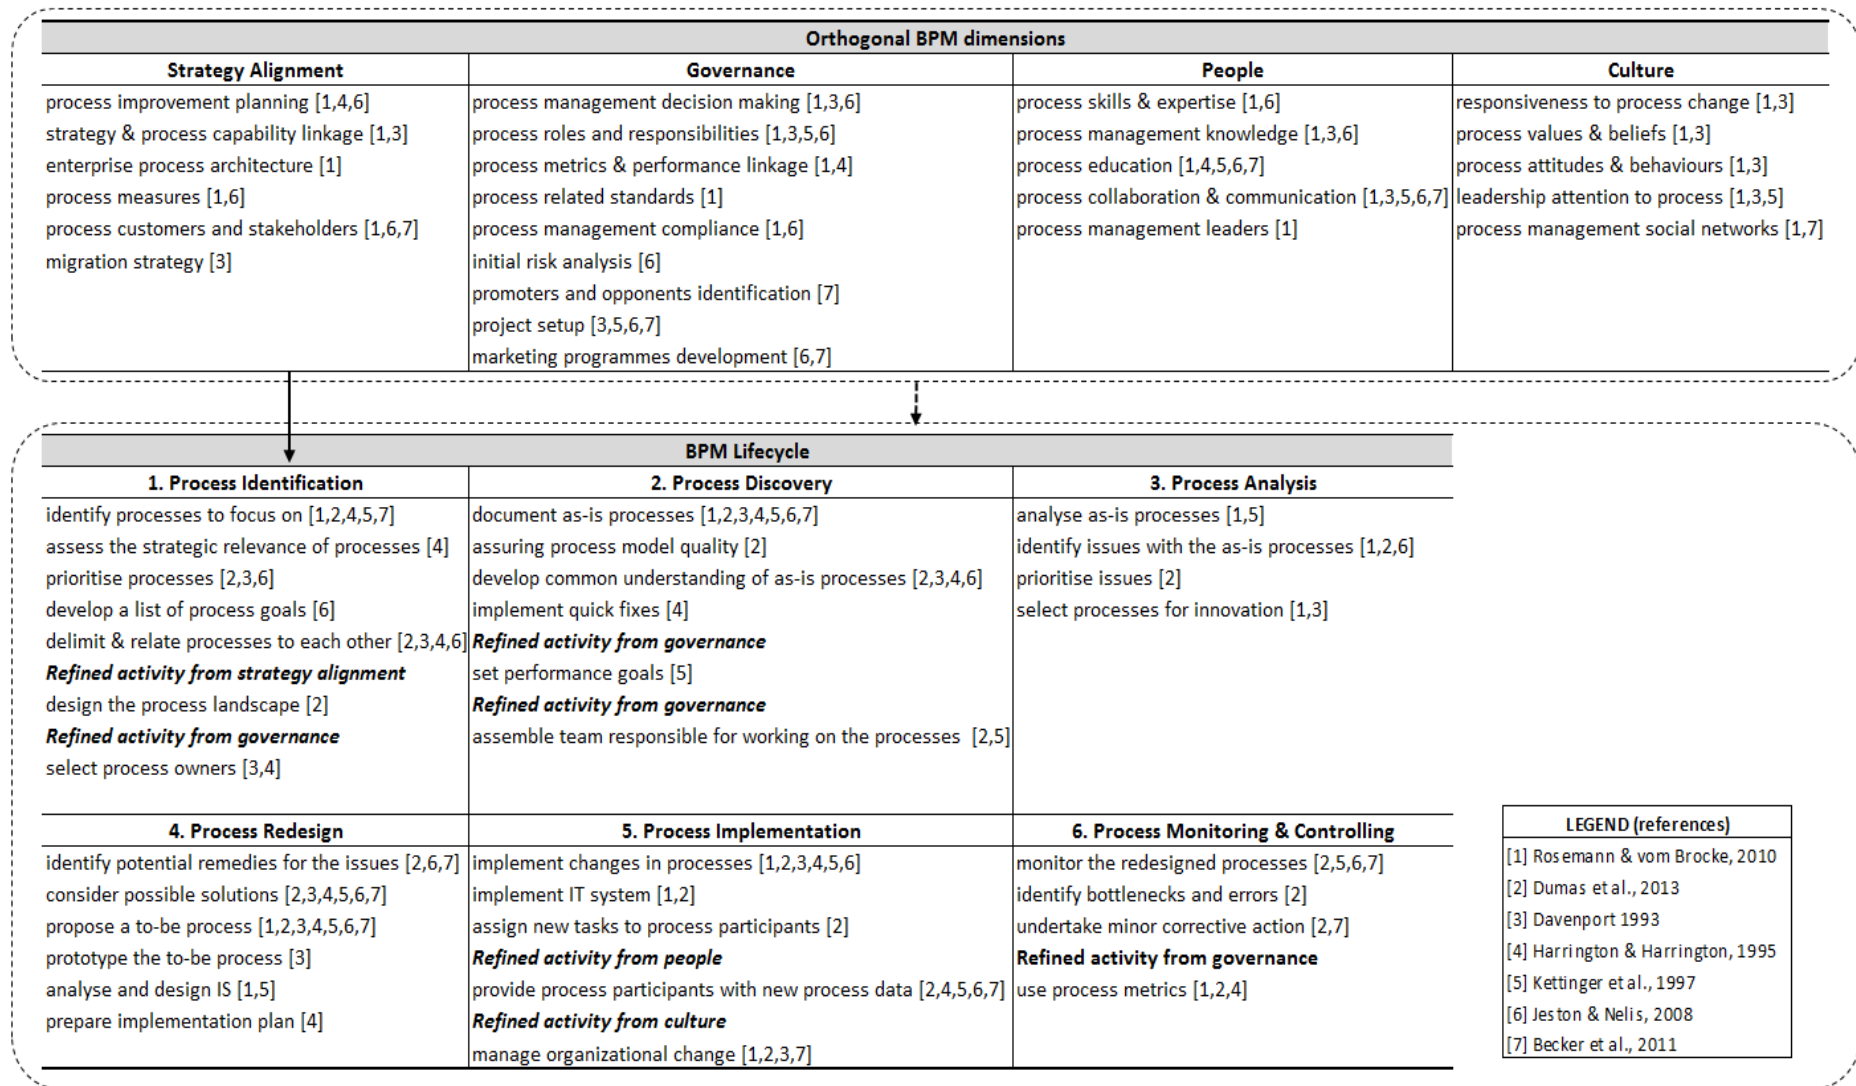 Orthogonal BPM dimensions
Strategy Alignment
process improvement planning [1,4,6]
strategy & process capability linkage [1,3]
enterprise process architecture [1]
process measures [1,6]
process customers and stakeholders [1,6,7]
migration strategy [3]
Governance
process management decision making [1,3,6]
process roles and responsibilities [1,3,5,6]
process metrics & performance linkage [1,4]
process related standards [1]
process management compliance [1,6]
initial risk analysis [6]
promoters and opponents identification [7]
project setup [3,5,6,7]
marketing programmes development [6,7]
People
process skills & expertise [1,6]
process management knowledge [1,3,6]
process education [1,4,5,6,7]
process collaboration & communication [1,3,5,6,7]
process management leaders [1]
Culture
responsiveness to process change [1,3]
process values & beliefs [1,3]
process attitudes & behaviours [1,3]
leadership attention to process [1,3,5]
process management social networks [1,7]
BPM Lifecycle
1. Process Identification
identify processes to focus on [1,2,4,5,7]
assess the strategic relevance of processes [4]
prioritise processes [2,3,6]
develop a list of process goals [6]
delimit & relate processes to each other [2,3,4,6]
Refined activity from strategy alignment
design the process landscape [2]
Refined activity from governance
select process owners [3,4]
2. Process Discovery
document as-is processes [1,2,3,4,5,6,7]
assuring process model quality [2]
develop common understanding of as-is processes [2,3,4,6]
implement quick fixes [4]
Refined activity from governance
set performance goals [5]
Refined activity from governance
assemble team responsible for working on the processes [2,5]
3. Process Analysis
analyse as-is processes [1,5]
identify issues with the as-is processes [1,2,6]
prioritise issues [2]
select processes for innovation [1,3]
4. Process Redesign
identify potential remedies for the issues [2,6,7]
consider possible solutions [2,3,4,5,6,7]
propose a to-be process [1,2,3,4,5,6,7]
prototype the to-be process [3]
analyse and design IS [1,5]
prepare implementation plan [4]
5. Process Implementation
implement changes in processes [1,2,3,4,5,6]
implement IT system [1,2]
assign new tasks to process participants [2]
Refined activity from people
provide process participants with new process data [2,4,5,6,7]
Refined activity from culture
manage organizational change [1,2,3,7]
6. Process Monitoring & Controlling
monitor the redesigned processes [2,5,6,7]
identify bottlenecks and errors [2]
undertake minor corrective action [2,7]
Refined activity from governance
use process metrics [1,2,4]
LEGEND (references)
[1] Rosemann & vom Brocke, 2010
[2] Dumas et al., 2013
[3] Davenport 1993
[4] Harrington & Harrington, 1995
[5] Kettinger et al., 1997
[6] Jeston & Nelis, 2008
[7] Becker et al., 2011